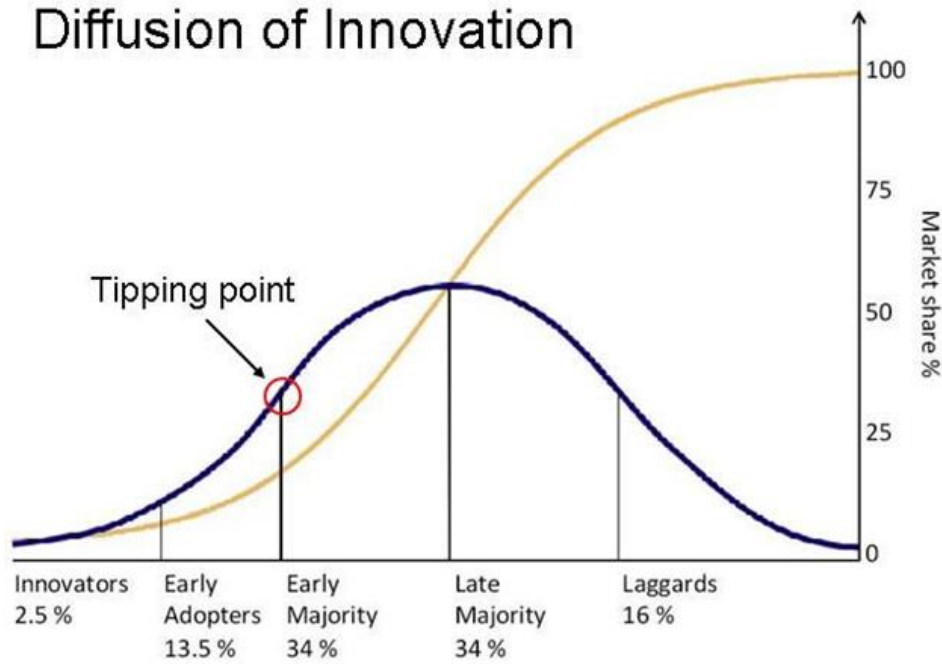 Diffusion of Innovation
100
75
Tipping point
50
25
0
Market share %
Innovators
2.5 %
Early
Adopters
13.5 %
Early
Majority
34 %
Late
Majority
34 %
Laggards
16 %